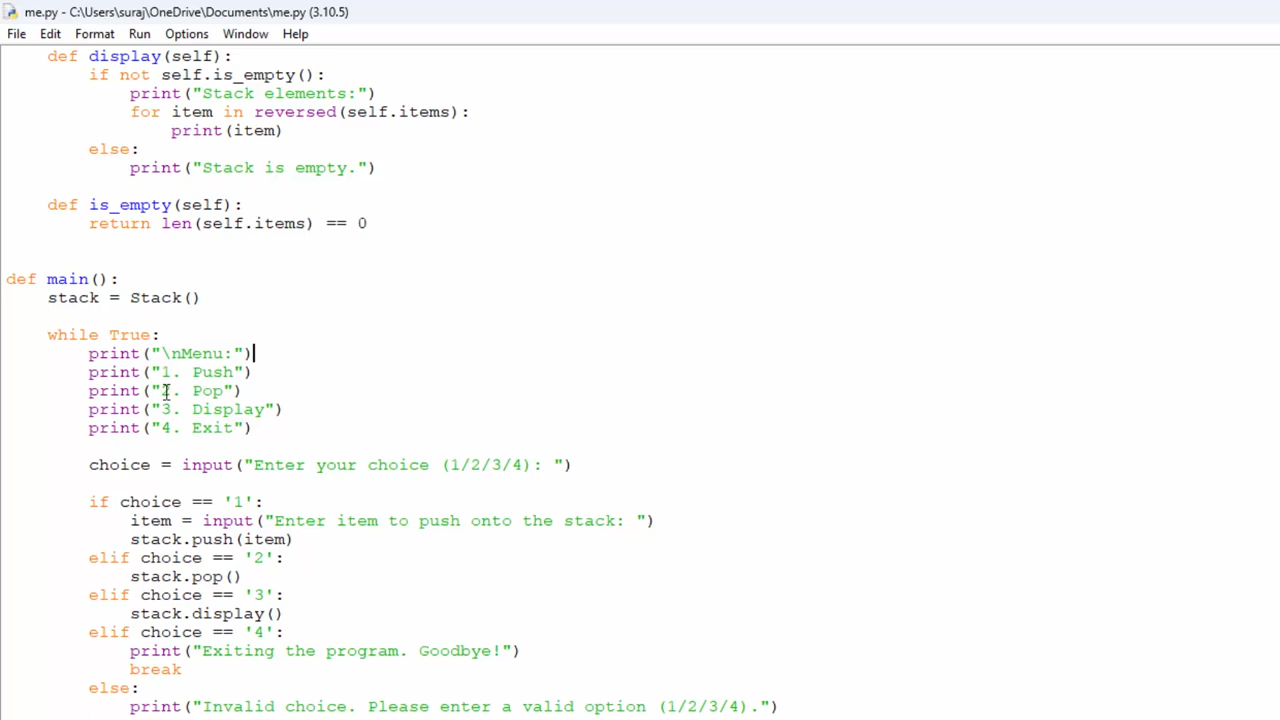 me.py - C:\Users\suraj\OneDrive\Documents\me.py (3.10.5)
File Edit Format Run Options Window Help
    def display(self):
        if not self.is_empty():
            print("Stack elements:")
            for item in reversed(self.items):
                print(item)
        else:
            print("Stack is empty.")

    def is_empty(self):
        return len(self.items) == 0


def main():
    stack = Stack()

    while True:
        print("\nMenu:")
        print("1. Push")
        print("2. Pop")
        print("3. Display")
        print("4. Exit")

        choice = input("Enter your choice (1/2/3/4): ")

        if choice == '1':
            item = input("Enter item to push onto the stack: ")
            stack.push(item)
        elif choice == '2':
            stack.pop()
        elif choice == '3':
            stack.display()
        elif choice == '4':
            print("Exiting the program. Goodbye!")
            break
        else:
            print("Invalid choice. Please enter a valid option (1/2/3/4).")